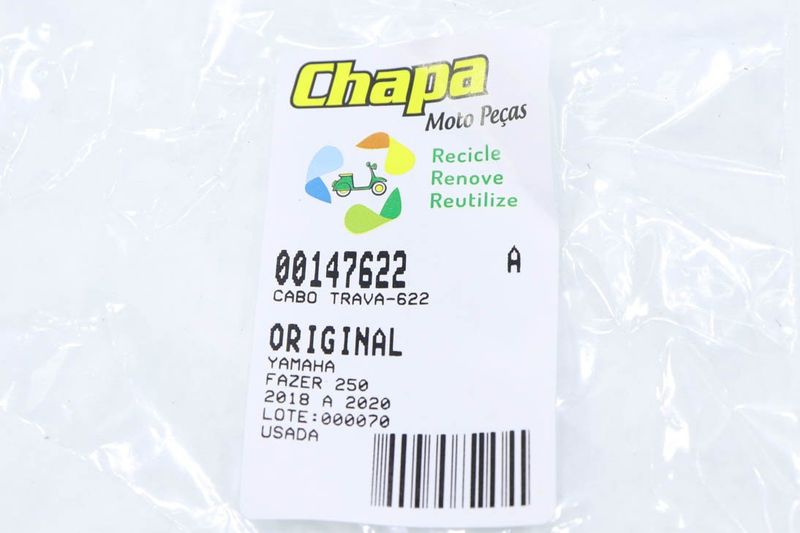 Chapa
Moto Peças
Recicle
Renove
Reutilize
00147622 A
CABO TRAVA-622
ORIGINAL
YAMAHA
FAZER 250
2018 A 2020
LOTE:000070
USADA